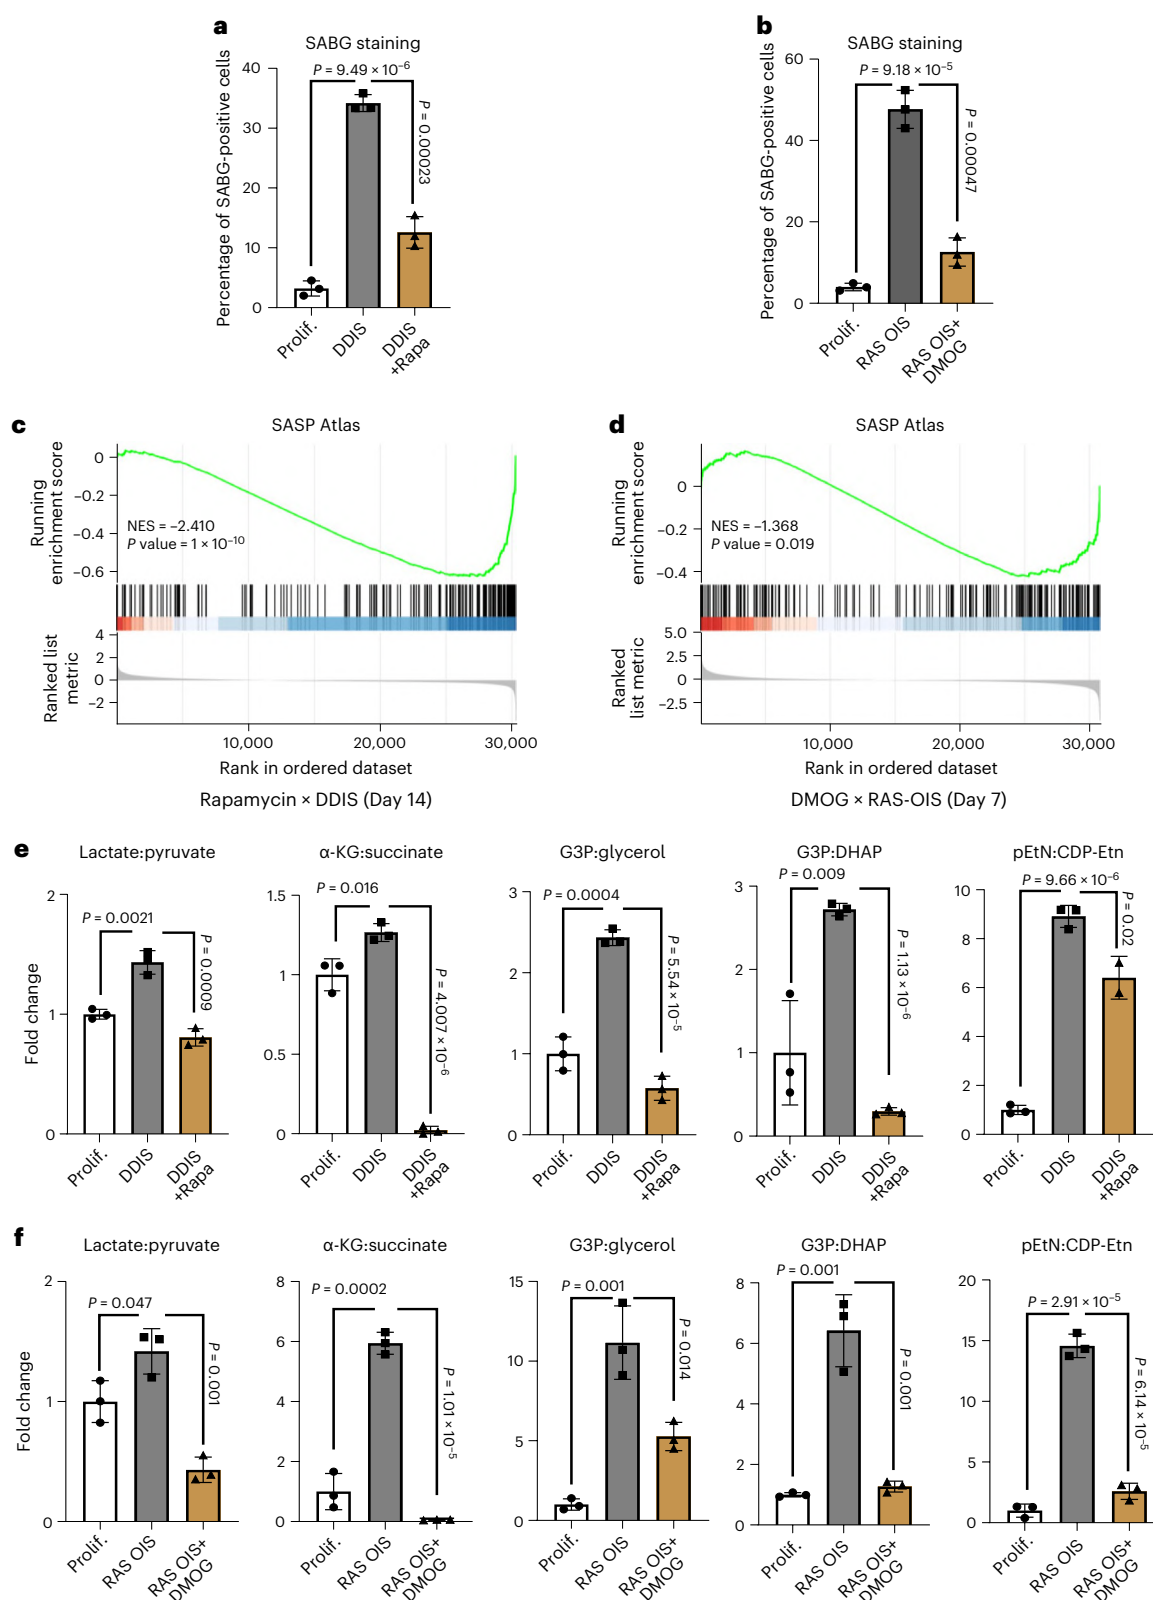 a
SABG staining
Percentage of SABG-positive cells
40
30
20
10
0
P = 9.49 × 10⁻⁶
P = 0.00023
Prolif.
DDIS
DDIS
+Rapa
b
SABG staining
Percentage of SABG-positive cells
60
40
20
0
P = 9.18 × 10⁻⁵
P = 0.00047
Prolif.
RAS OIS
RAS OIS+
DMOG
c
SASP Atlas
Running
enrichment score
0
−0.2
−0.4
−0.6
NES = −2.410
P value = 1 × 10⁻¹⁰
Ranked list
metric
4
2
0
−2
10,000
20,000
30,000
Rank in ordered dataset
Rapamycin × DDIS (Day 14)
d
SASP Atlas
Running
enrichment score
0
−0.2
−0.4
NES = −1.368
P value = 0.019
Ranked
list metric
5.0
2.5
0
−2.5
10,000
20,000
30,000
Rank in ordered dataset
DMOG × RAS-OIS (Day 7)
e
Lactate:pyruvate
Fold change
2
1
0
P = 0.0021
P = 0.0009
Prolif.
DDIS
DDIS
+Rapa
α-KG:succinate
1.5
1
0.5
0
P = 0.016
P = 4.007 × 10⁻⁶
Prolif.
DDIS
DDIS
+Rapa
G3P:glycerol
3
2
1
0
P = 0.0004
P = 5.54 × 10⁻⁵
Prolif.
DDIS
DDIS
+Rapa
G3P:DHAP
3
2
1
0
P = 0.009
P = 1.13 × 10⁻⁶
Prolif.
DDIS
DDIS
+Rapa
pEtN:CDP-Etn
10
8
6
4
2
0
P = 9.66 × 10⁻⁶
P = 0.02
Prolif.
DDIS
DDIS
+Rapa
f
Lactate:pyruvate
Fold change
2
1
0
P = 0.047
P = 0.001
Prolif.
RAS OIS
RAS OIS+
DMOG
α-KG:succinate
8
6
4
2
0
P = 0.0002
P = 1.01 × 10⁻⁵
Prolif.
RAS OIS
RAS OIS+
DMOG
G3P:glycerol
15
10
5
0
P = 0.001
P = 0.014
Prolif.
RAS OIS
RAS OIS+
DMOG
G3P:DHAP
8
6
4
2
0
P = 0.001
P = 0.001
Prolif.
RAS OIS
RAS OIS+
DMOG
pEtN:CDP-Etn
20
15
10
5
0
P = 2.91 × 10⁻⁵
P = 6.14 × 10⁻⁵
Prolif.
RAS OIS
RAS OIS+
DMOG